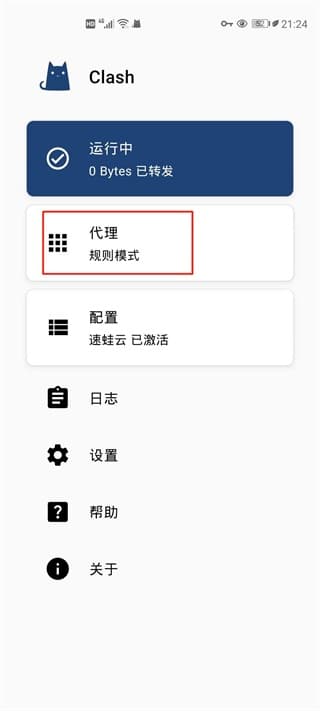 HD 4G 21:24
Clash
运行中
0 Bytes 已转发
代理
规则模式
配置
速蛙云 已激活
日志
设置
帮助
关于